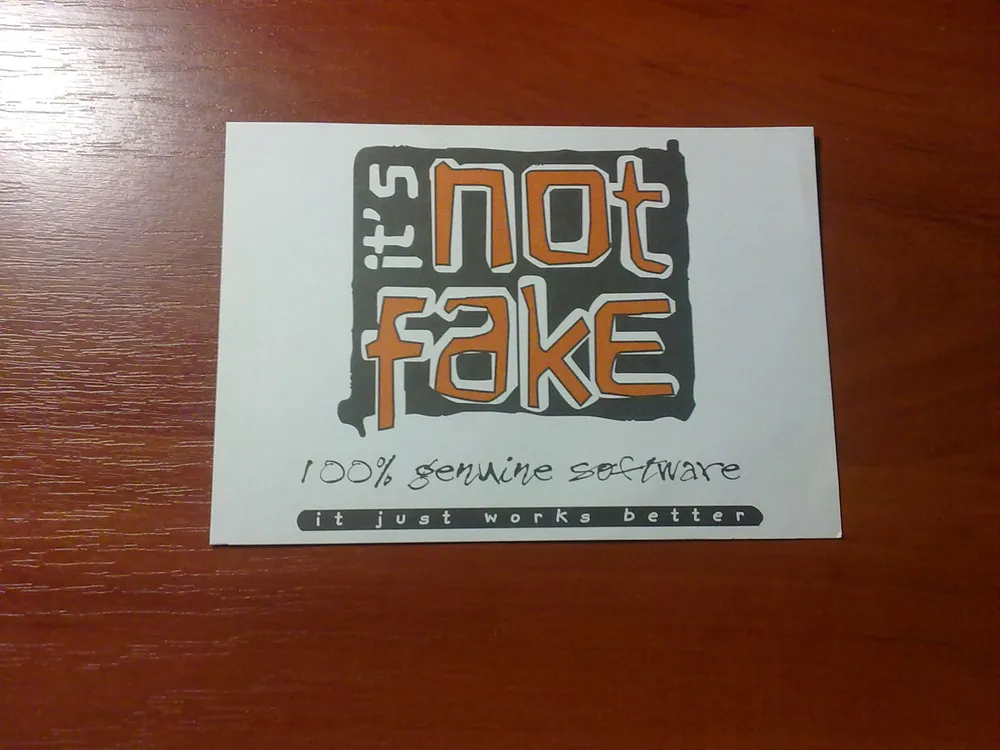 it's not
fakE
100% genuine software
it just works better